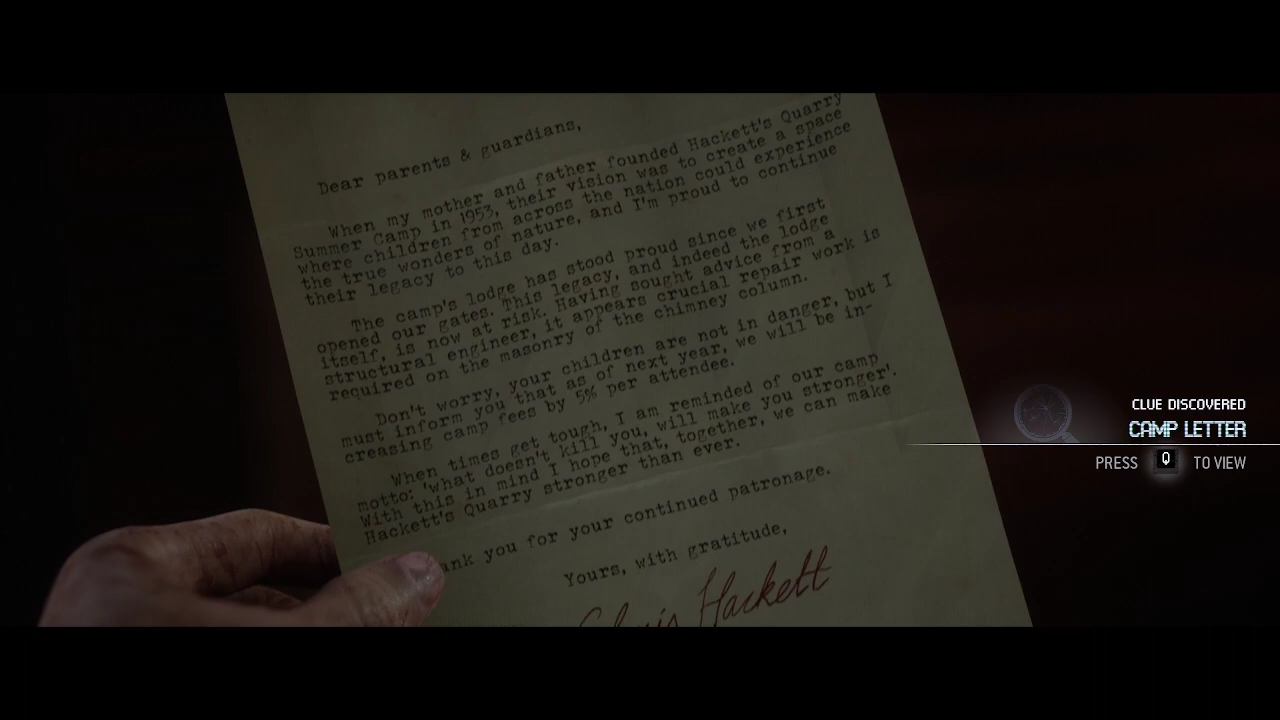 Dear parents & guardians,
When my mother and father founded Hackett's Quarry
Summer Camp in 1953, their vision was to create a space
where children from across the nation could experience
the true wonders of nature, and I'm proud to continue
their legacy to this day.
The camp's lodge has stood proud since we first
opened our gates. This legacy, and indeed the lodge
itself, is now at risk. Having sought advice from a
structural engineer, it appears crucial repair work is
required on the masonry of the chimney column.
Don't worry, your children are not in danger, but I
must inform you that as of next year, we will be in-
creasing camp fees by 5% per attendee.
When times get tough, I am reminded of our camp
motto: 'what doesn't kill you, will make you stronger'.
With this in mind I hope that, together, we can make
Hackett's Quarry stronger than ever.
ank you for your continued patronage.
Yours, with gratitude,
Chris Hackett
CLUE DISCOVERED
CAMP LETTER
PRESS Q TO VIEW